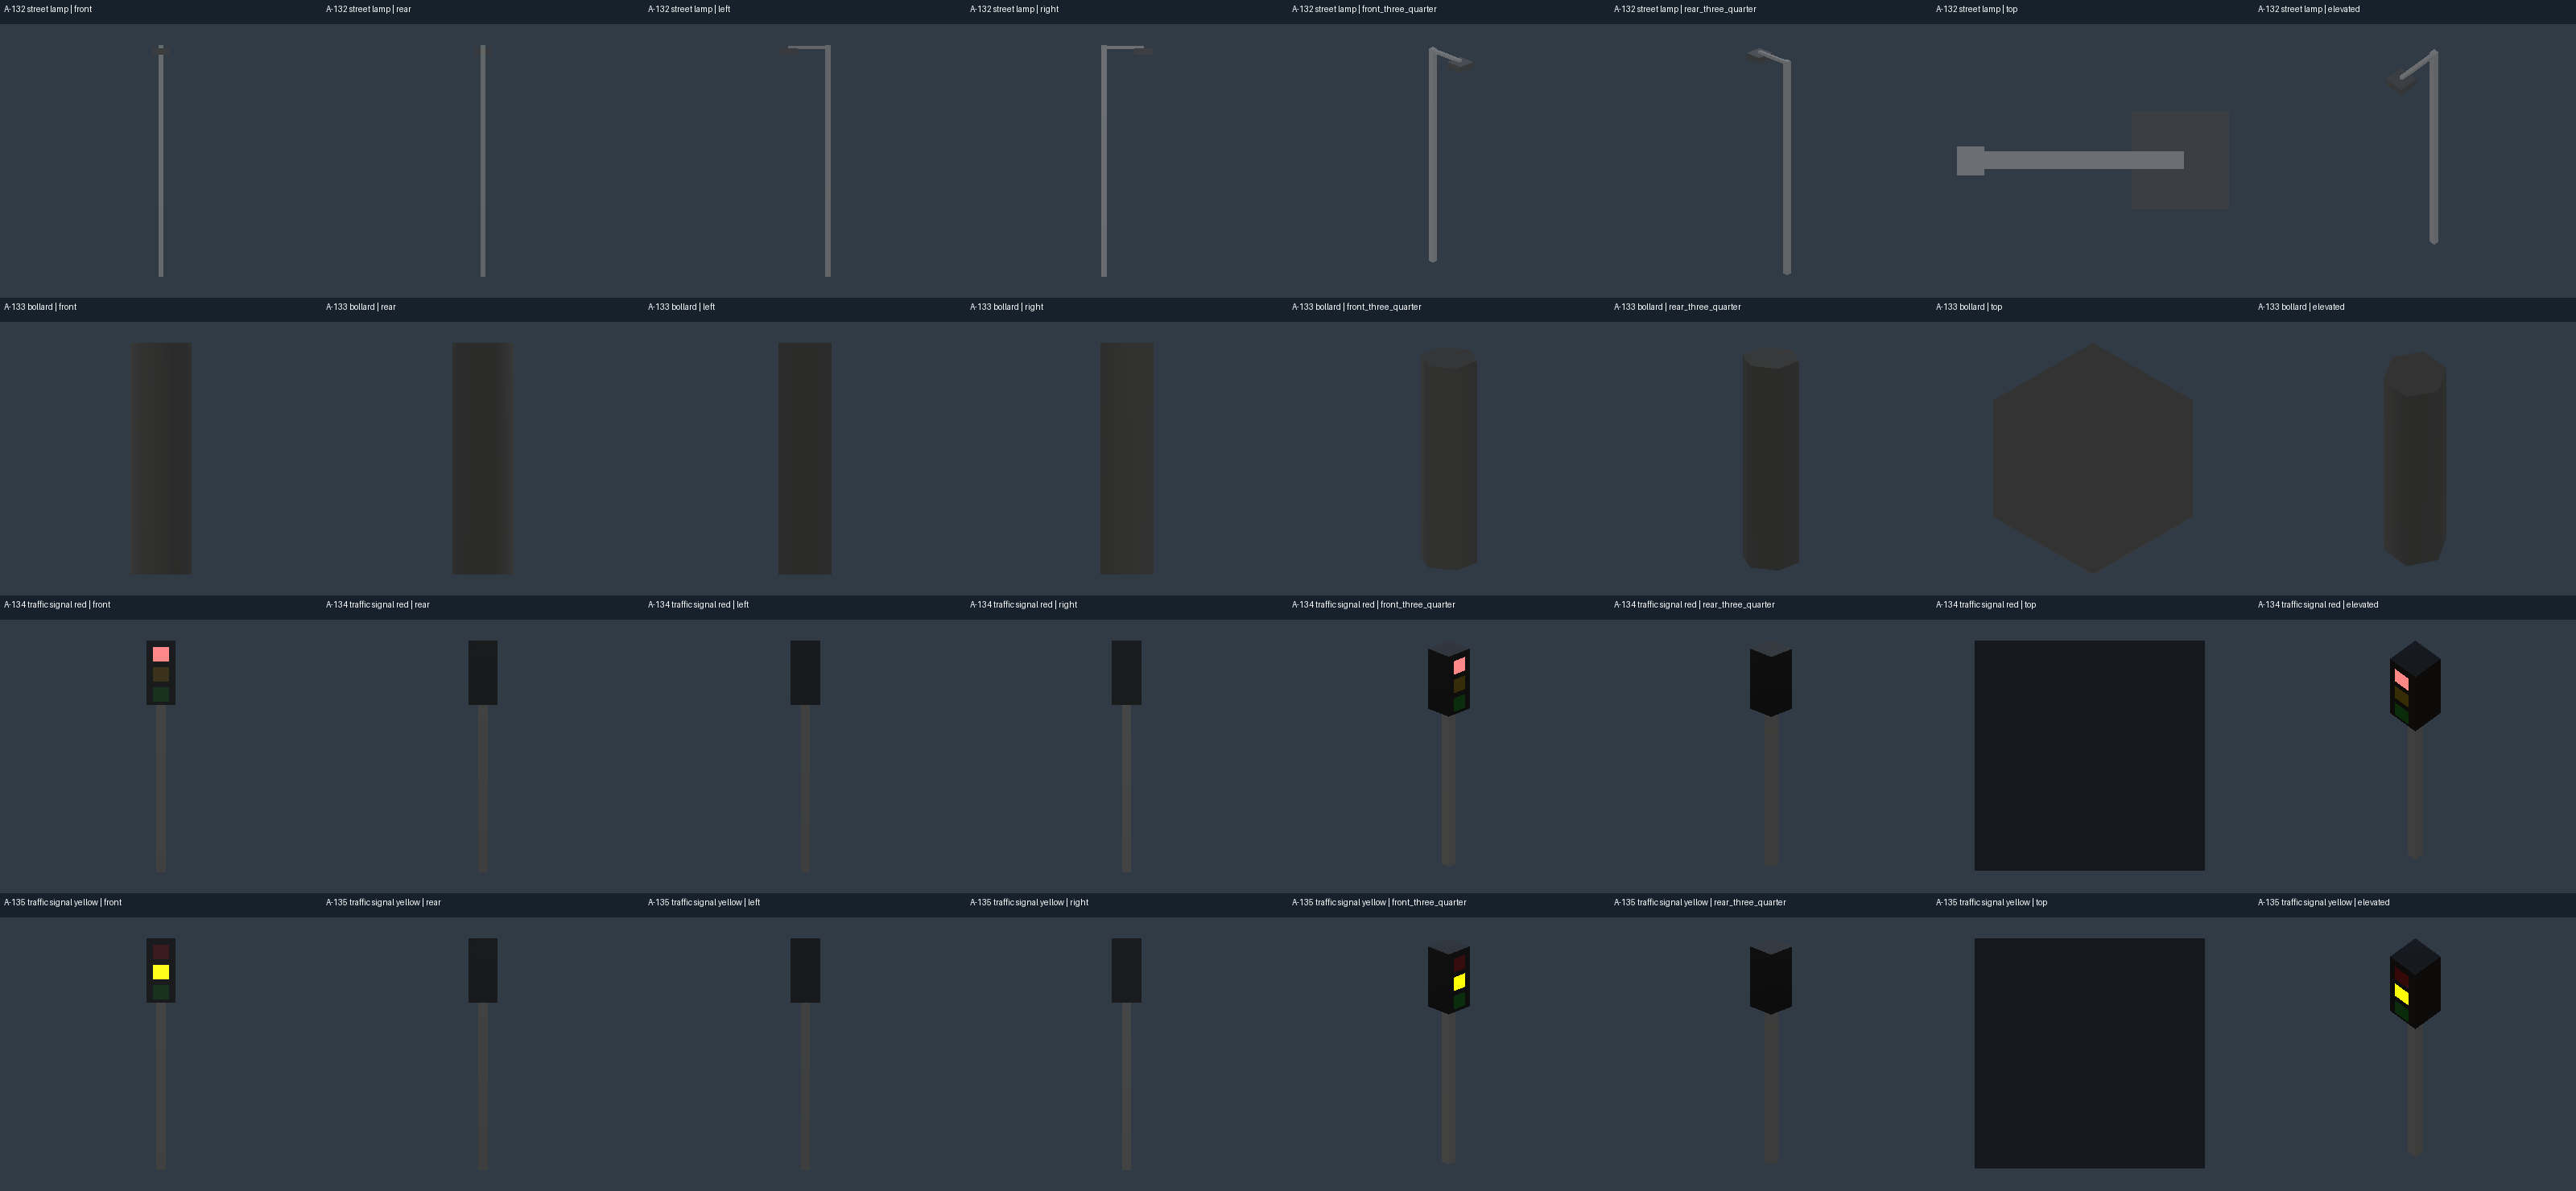 A-132 street lamp | front
A-132 street lamp | rear
A-132 street lamp | left
A-132 street lamp | right
A-132 street lamp | front_three_quarter
A-132 street lamp | rear_three_quarter
A-132 street lamp | top
A-132 street lamp | elevated
A-133 bollard | front
A-133 bollard | rear
A-133 bollard | left
A-133 bollard | right
A-133 bollard | front_three_quarter
A-133 bollard | rear_three_quarter
A-133 bollard | top
A-133 bollard | elevated
A-134 traffic signal red | front
A-134 traffic signal red | rear
A-134 traffic signal red | left
A-134 traffic signal red | right
A-134 traffic signal red | front_three_quarter
A-134 traffic signal red | rear_three_quarter
A-134 traffic signal red | top
A-134 traffic signal red | elevated
A-135 traffic signal yellow | front
A-135 traffic signal yellow | rear
A-135 traffic signal yellow | left
A-135 traffic signal yellow | right
A-135 traffic signal yellow | front_three_quarter
A-135 traffic signal yellow | rear_three_quarter
A-135 traffic signal yellow | top
A-135 traffic signal yellow | elevated